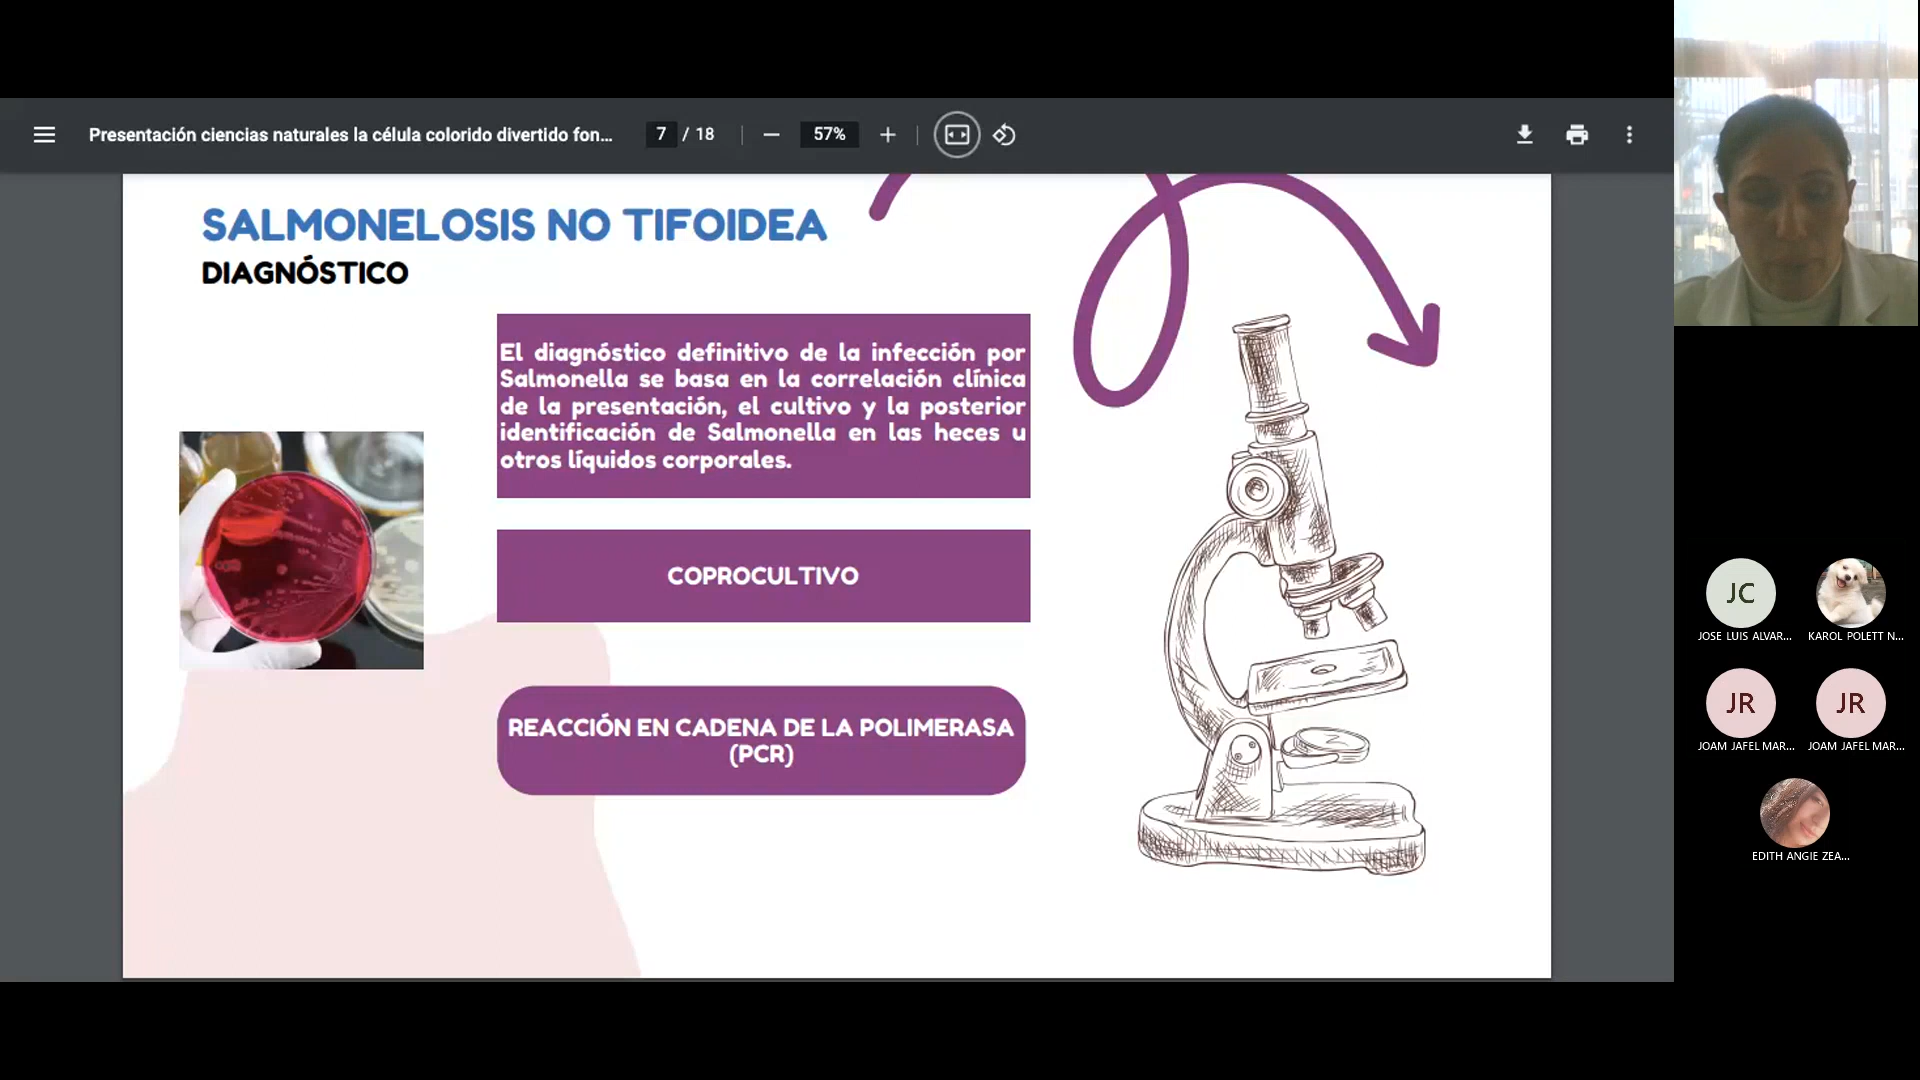 Presentación ciencias naturales la célula colorido divertido fon...
7 / 18
57%
SALMONELOSIS NO TIFOIDEA
DIAGNÓSTICO
El diagnóstico definitivo de la infección por
Salmonella se basa en la correlación clínica
de la presentación, el cultivo y la posterior
identificación de Salmonella en las heces u
otros líquidos corporales.
COPROCULTIVO
REACCIÓN EN CADENA DE LA POLIMERASA
(PCR)
JC
JOSE LUIS ALVAR...
KAROL POLETT N...
JR
JOAM JAFEL MAR...
JR
JOAM JAFEL MAR...
EDITH ANGIE ZEA...